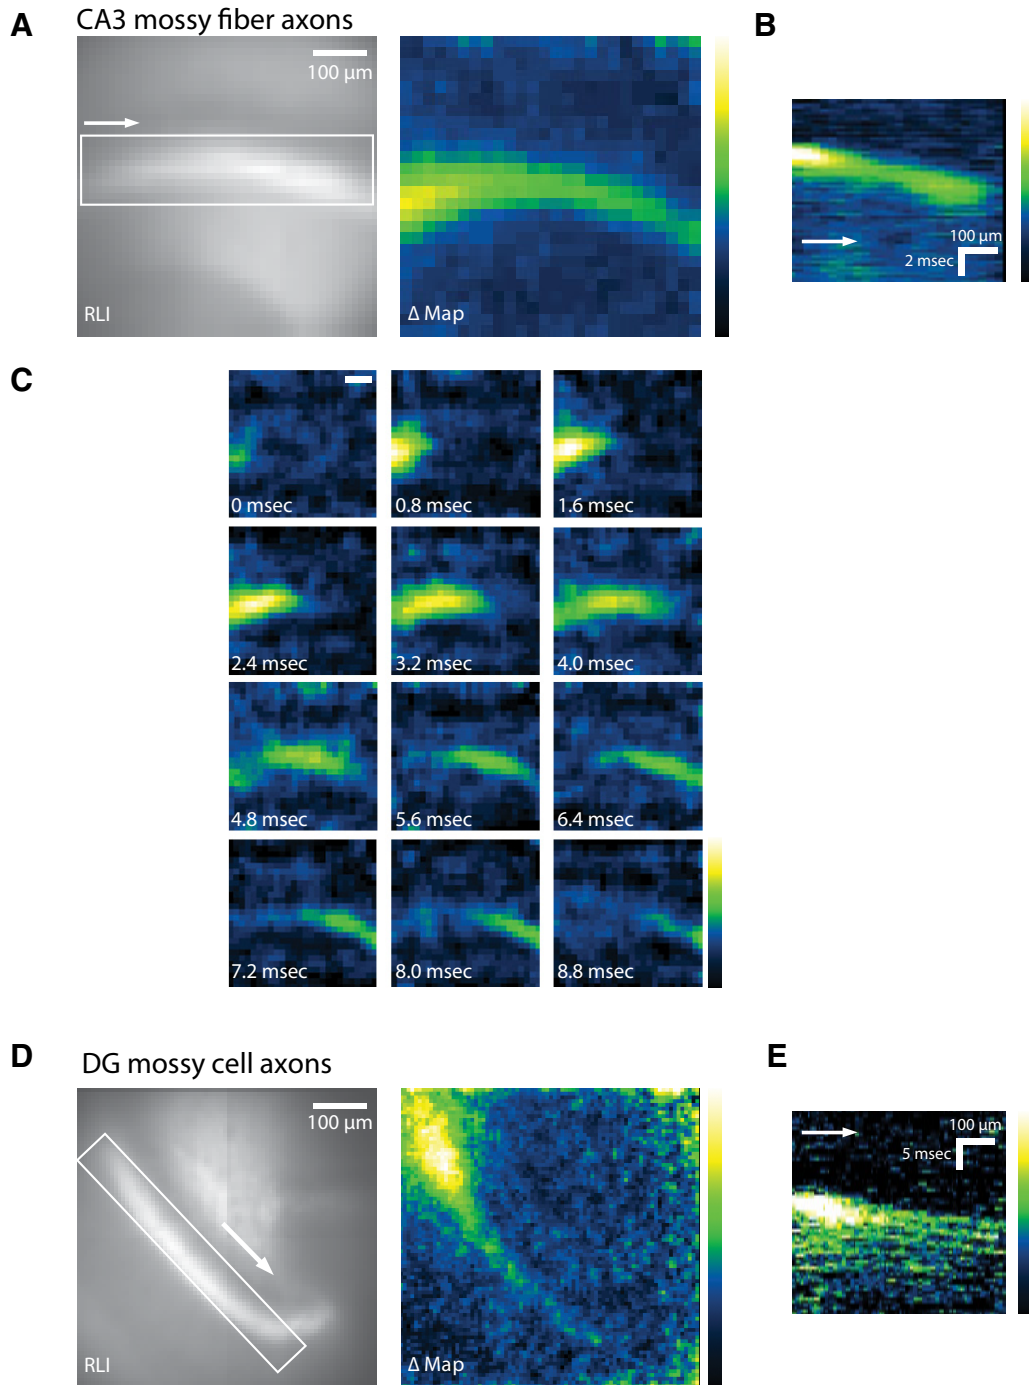 A
CA3 mossy fiber axons
100 µm
RLI
Δ Map
B
100 µm
2 msec
C
0 msec
0.8 msec
1.6 msec
2.4 msec
3.2 msec
4.0 msec
4.8 msec
5.6 msec
6.4 msec
7.2 msec
8.0 msec
8.8 msec
D
DG mossy cell axons
100 µm
RLI
Δ Map
E
100 µm
5 msec